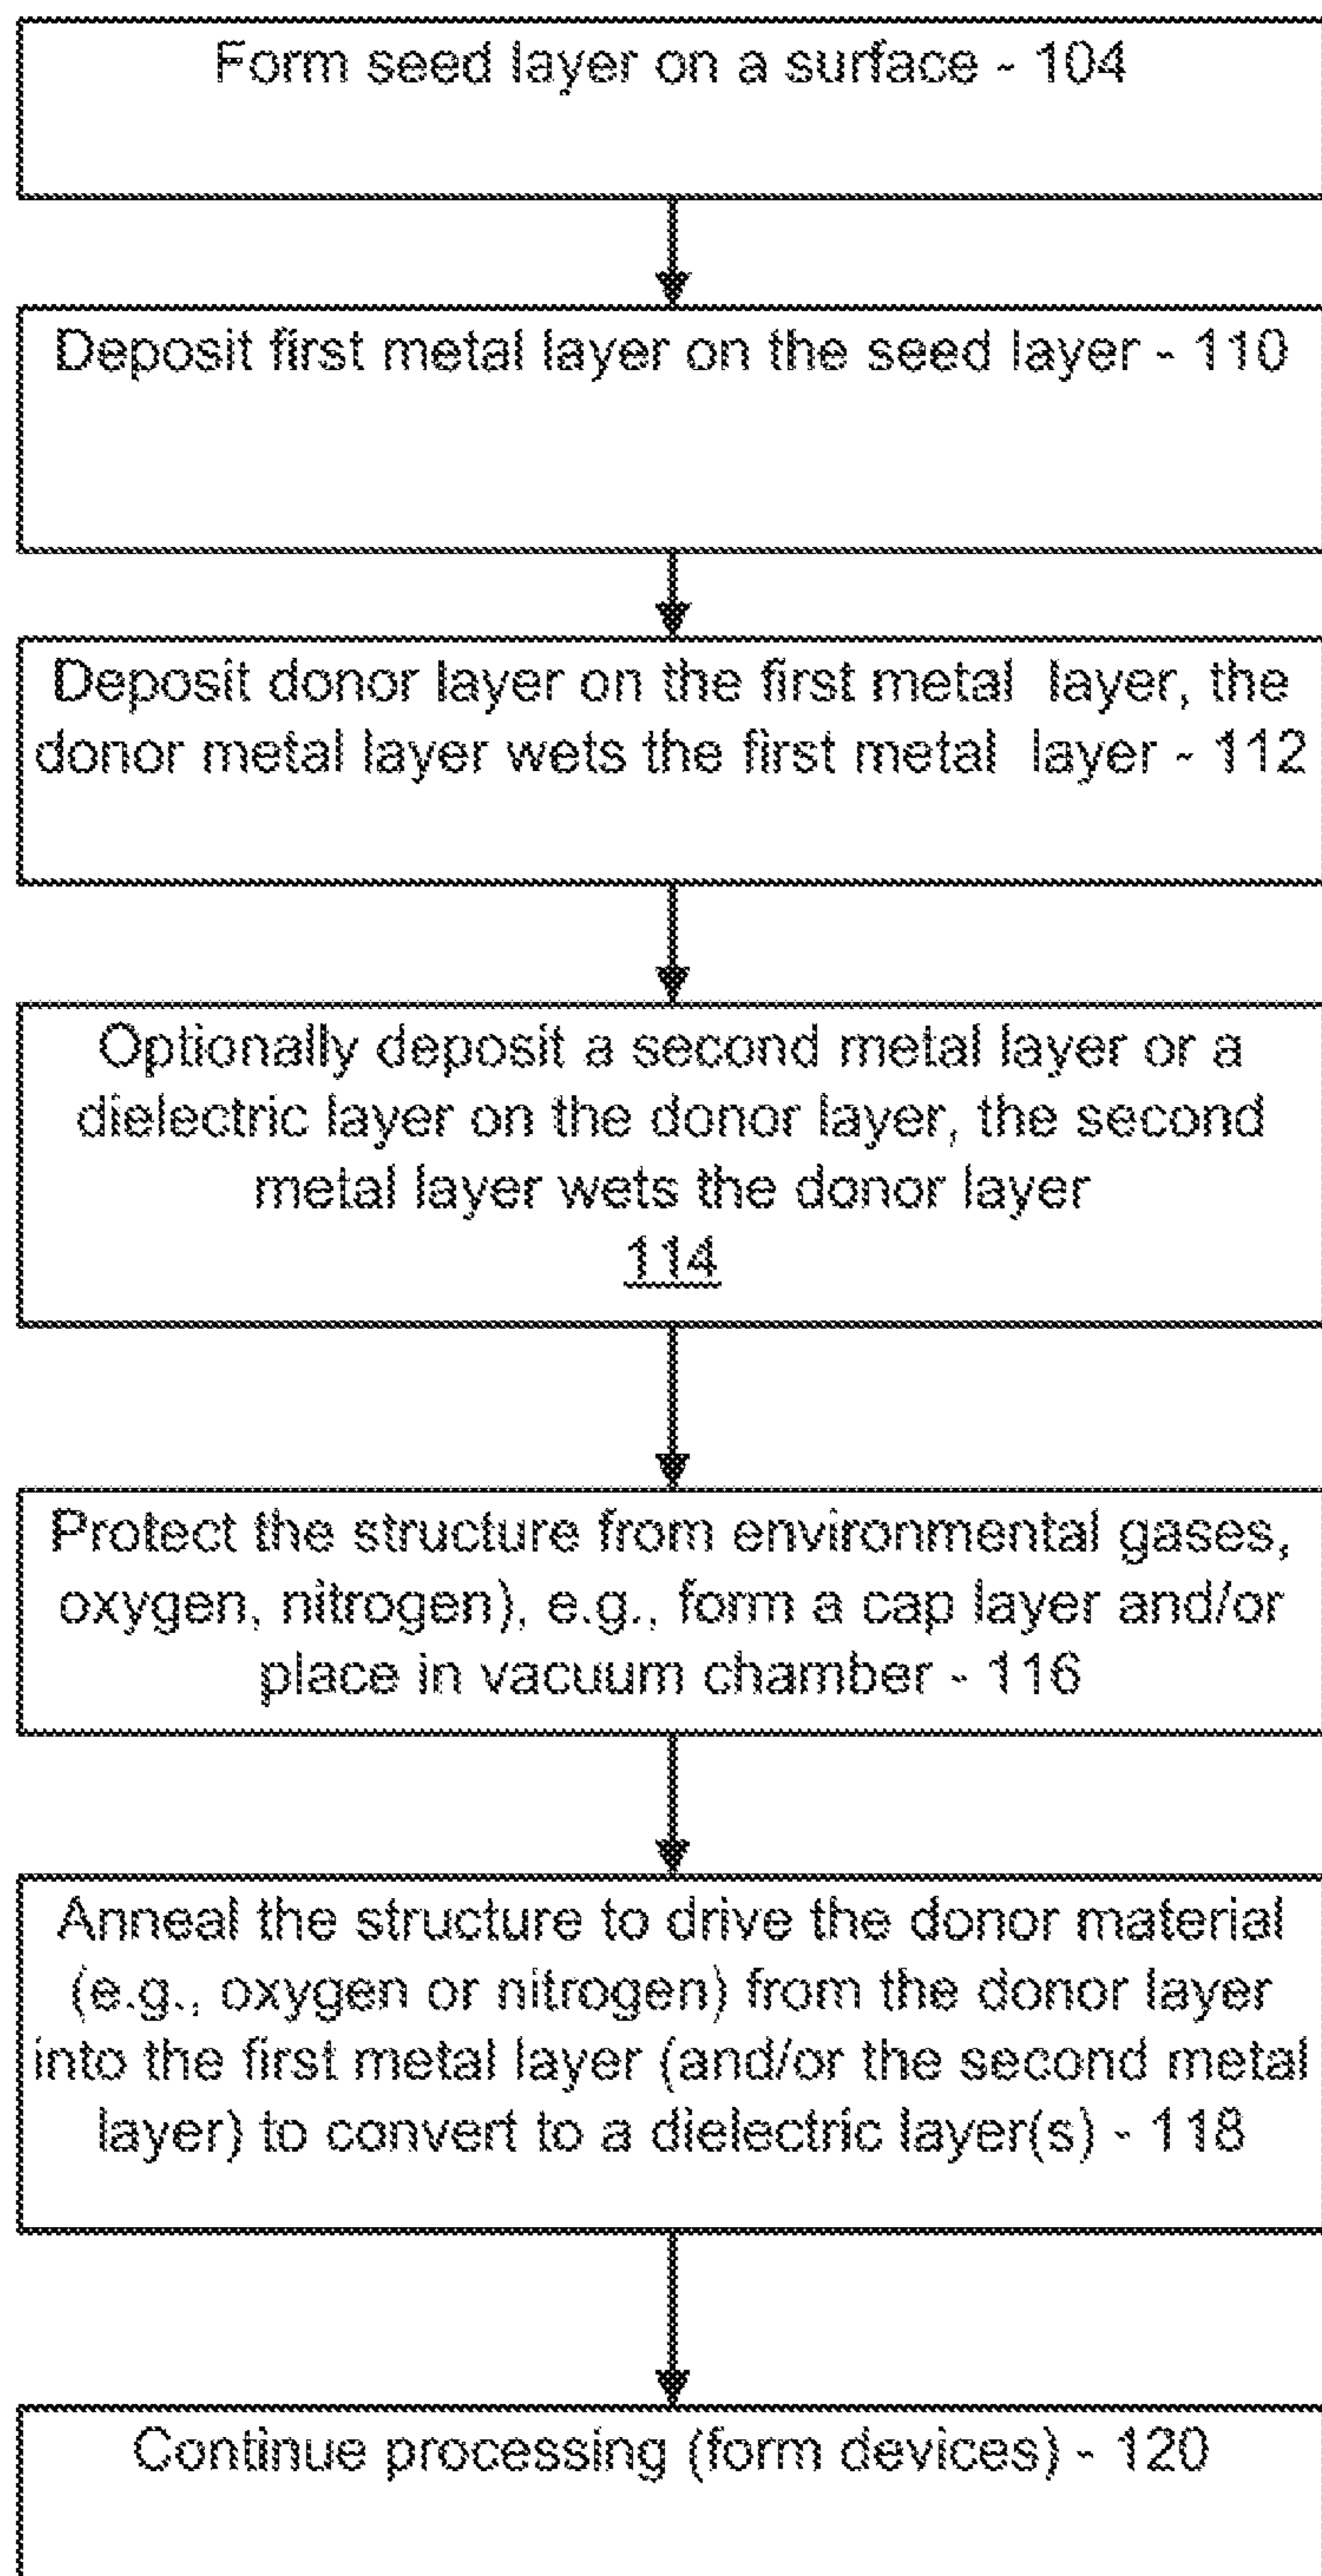 Form seed layer on a surface - 104
Deposit first metal layer on the seed layer - 110
Deposit donor layer on the first metal layer, the
donor metal layer wets the first metal layer - 112
Optionally deposit a second metal layer or a
dielectric layer on the donor layer, the second
metal layer wets the donor layer
114
Protect the structure from environmental gases,
oxygen, nitrogen), e.g., form a cap layer and/or
place in vacuum chamber - 116
Anneal the structure to drive the donor material
(e.g., oxygen or nitrogen) from the donor layer
into the first metal layer (and/or the second metal
layer) to convert to a dielectric layer(s) - 118
Continue processing (form devices) - 120